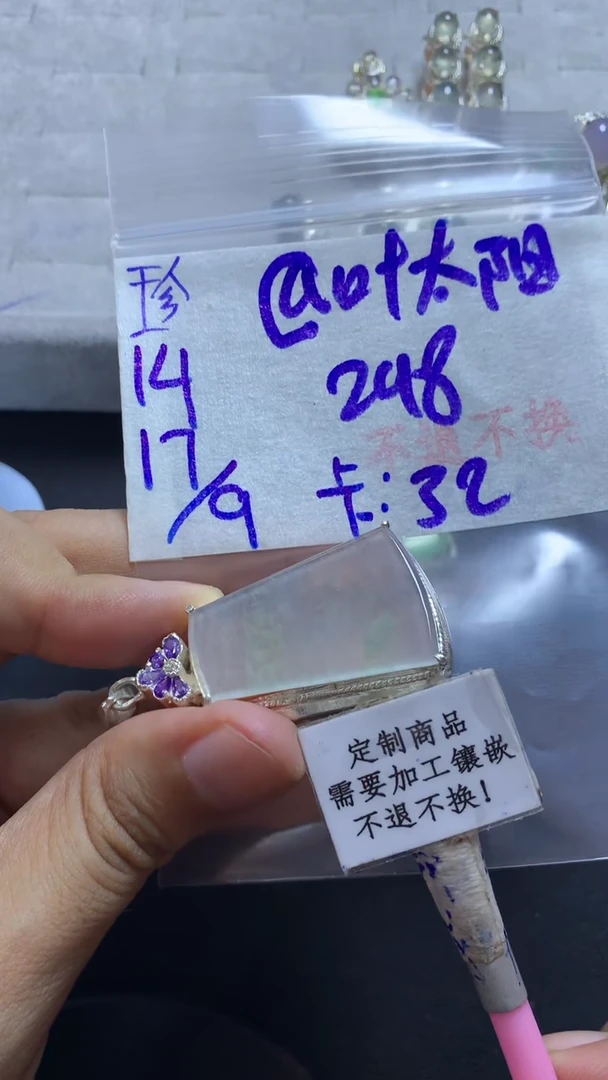 珍
14
17/9
@叶太阳
248
不退不换
卡:32
定制商品
需要加工镶嵌
不退不换!